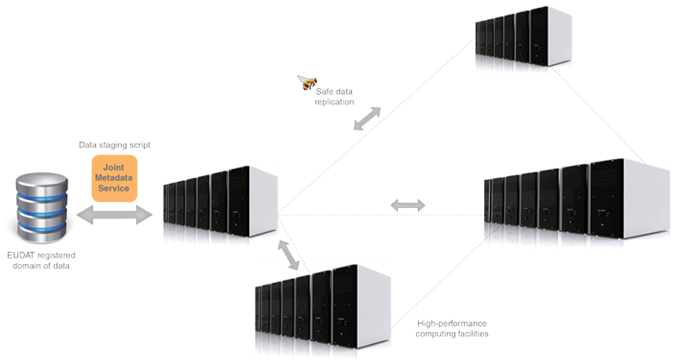 Safe data
replication
Data staging script
Joint
Metadata
Service
EUDAT registered
domain of data
High-performance
computing facilities